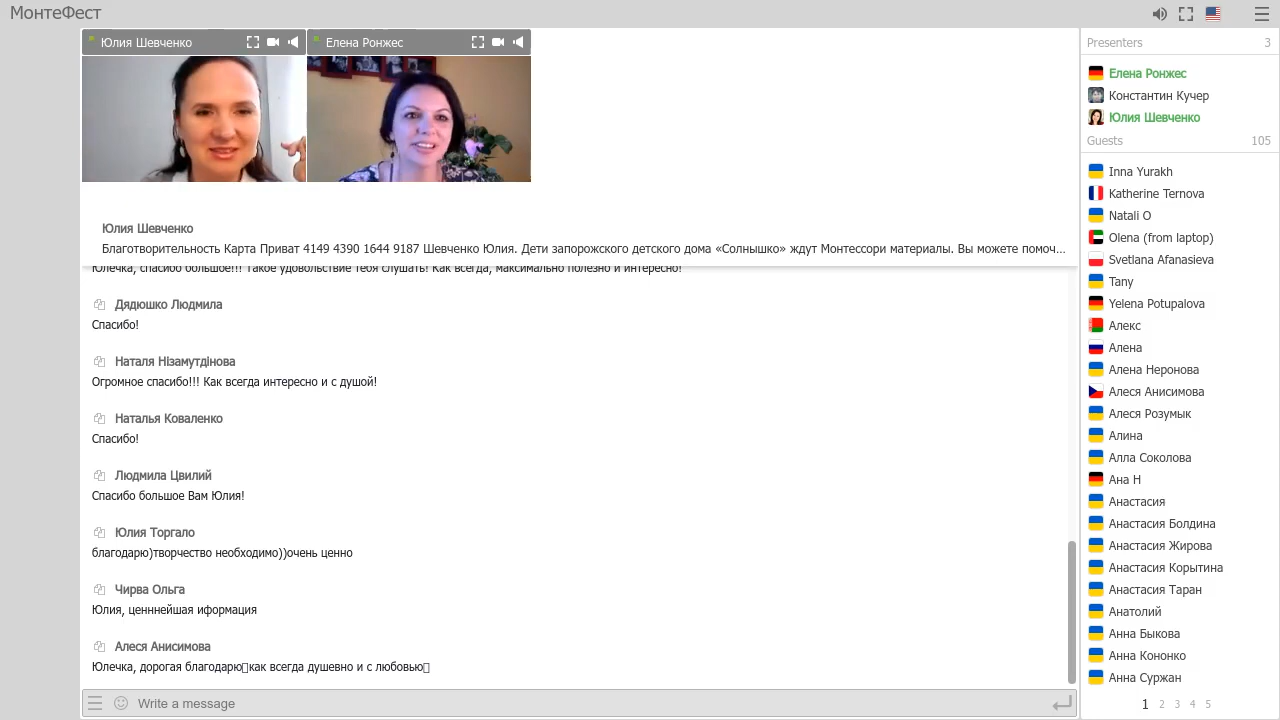 МонтеФест
Юлия Шевченко
Елена Ронжес
Юлия Шевченко
Благотворительность Карта Приват 4149 4390 1644 9187 Шевченко Юлия. Дети запорожского детского дома «Солнышко» ждут Монтессори материалы. Вы можете помоч...
Юлечка, спасибо большое!!! Такое удовольствие тебя слушать! Как всегда, максимально полезно и интересно!
Дядюшко Людмила
Спасибо!
Наталя Нізамутдінова
Огромное спасибо!!! Как всегда интересно и с душой!
Наталья Коваленко
Спасибо!
Людмила Цвилий
Спасибо большое Вам Юлия!
Юлия Торгало
благодарю)творчество необходимо))очень ценно
Чирва Ольга
Юлия, ценннейшая иформация
Алеся Анисимова
Юлечка, дорогая благодарю▯как всегда душевно и с любовью▯
Write a message
Presenters 3
Елена Ронжес
Константин Кучер
Юлия Шевченко
Guests 105
Inna Yurakh
Katherine Ternova
Natali O
Olena (from laptop)
Svetlana Afanasieva
Tany
Yelena Potupalova
Алекс
Алена
Алена Неронова
Алеся Анисимова
Алеся Розумык
Алина
Алла Соколова
Ана Н
Анастасия
Анастасия Болдина
Анастасия Жирова
Анастасия Корытина
Анастасия Таран
Анатолий
Анна Быкова
Анна Кононко
Анна Суржан
1 2 3 4 5